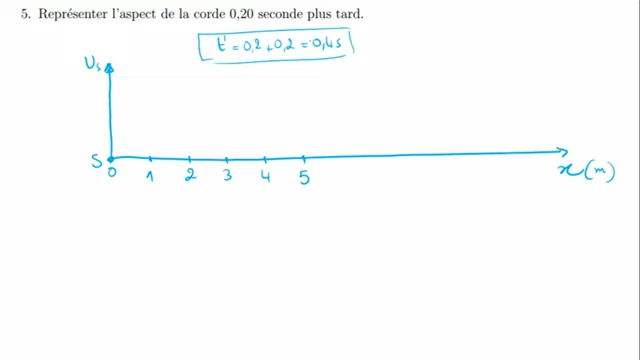 5. Représenter l'aspect de la corde 0,20 seconde plus tard.
t' = 0,2 + 0,2 = 0,4s
Us
S
0 1 2 3 4 5
x (m)